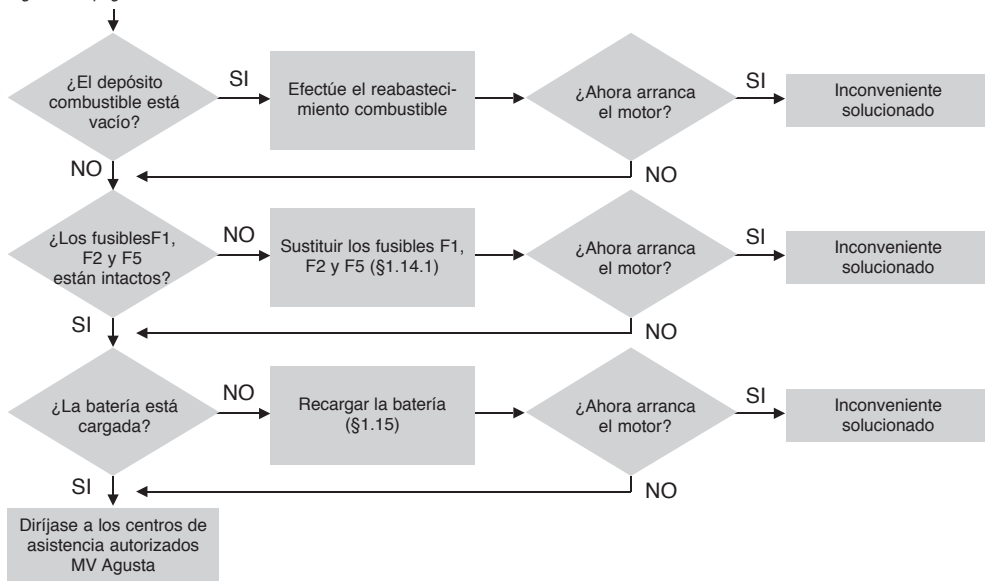 ¿El depósito
combustible está
vacío?
SI
Efectúe el reabasteci-
miento combustible
¿Ahora arranca
el motor?
SI
Inconveniente
solucionado
NO
NO
¿Los fusiblesF1,
F2 y F5
están intactos?
NO
Sustituir los fusibles F1,
F2 y F5 (§1.14.1)
¿Ahora arranca
el motor?
SI
Inconveniente
solucionado
SI
NO
¿La batería está
cargada?
NO
Recargar la batería
(§1.15)
¿Ahora arranca
el motor?
SI
Inconveniente
solucionado
SI
NO
Diríjase a los centros de
asistencia autorizados
MV Agusta